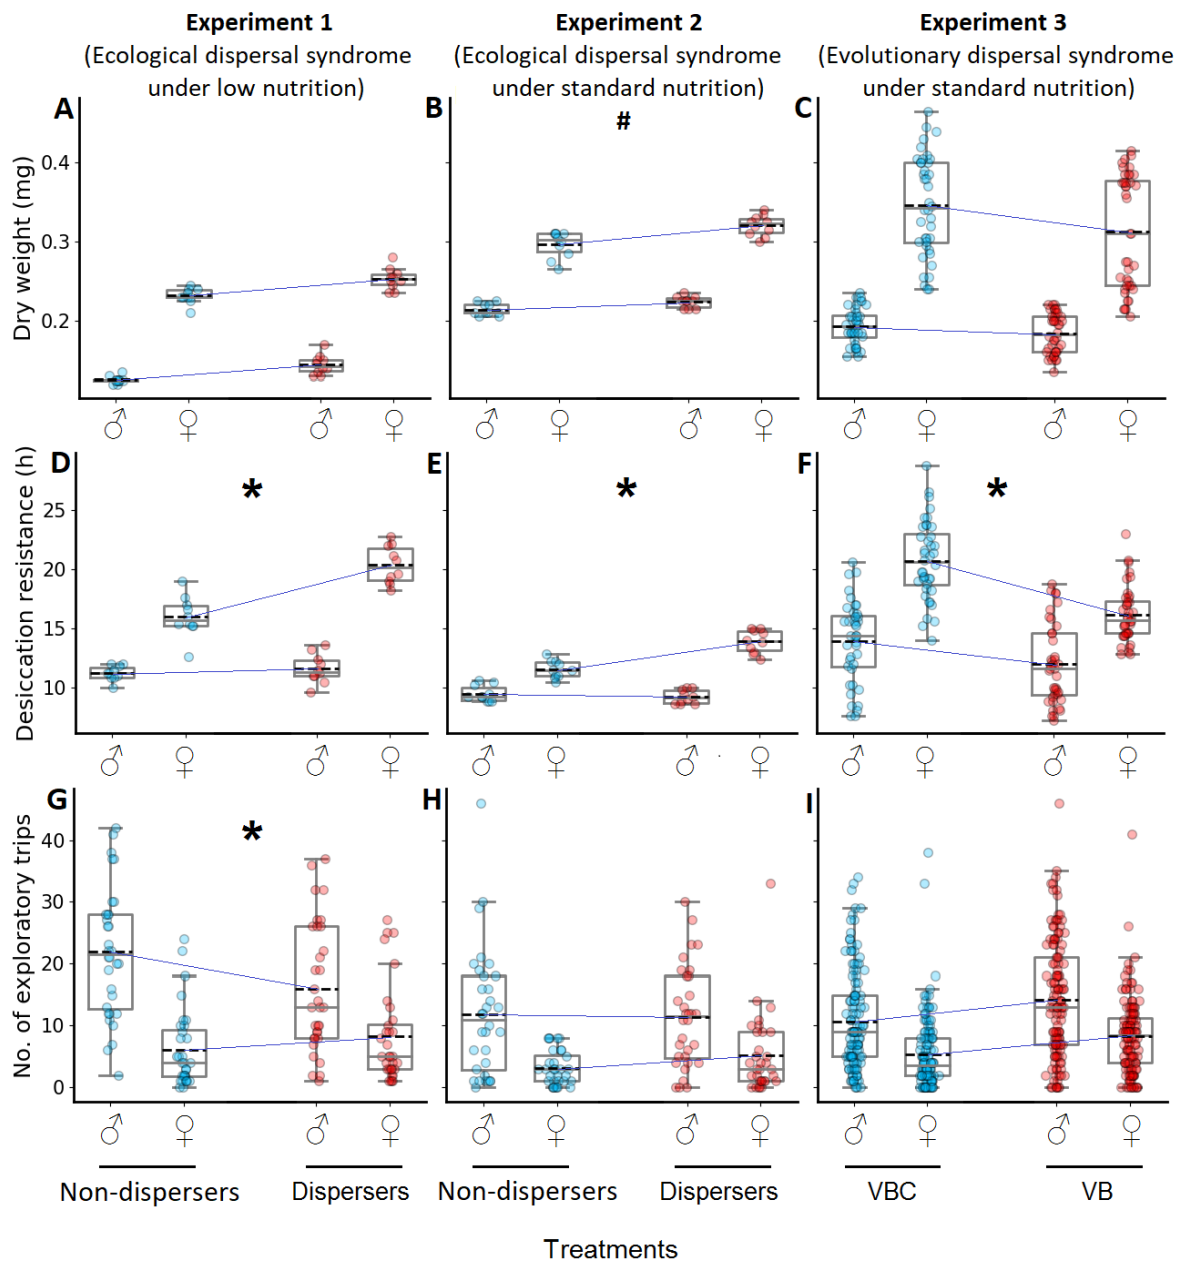 Experiment 1
(Ecological dispersal syndrome
under low nutrition)
Experiment 2
(Ecological dispersal syndrome
under standard nutrition)
Experiment 3
(Evolutionary dispersal syndrome
under standard nutrition)
A
B
#
C
Dry weight (mg)
0.4
0.3
0.2
♂ ♀ ♂ ♀
♂ ♀ ♂ ♀
♂ ♀ ♂ ♀
D
*
E
*
F
*
Desiccation resistance (h)
25
20
15
10
♂ ♀ ♂ ♀
♂ ♀ ♂ ♀
♂ ♀ ♂ ♀
G
*
H
I
No. of exploratory trips
40
30
20
10
0
♂ ♀ ♂ ♀
♂ ♀ ♂ ♀
♂ ♀ ♂ ♀
Non-dispersers
Dispersers
Non-dispersers
Dispersers
VBC
VB
Treatments